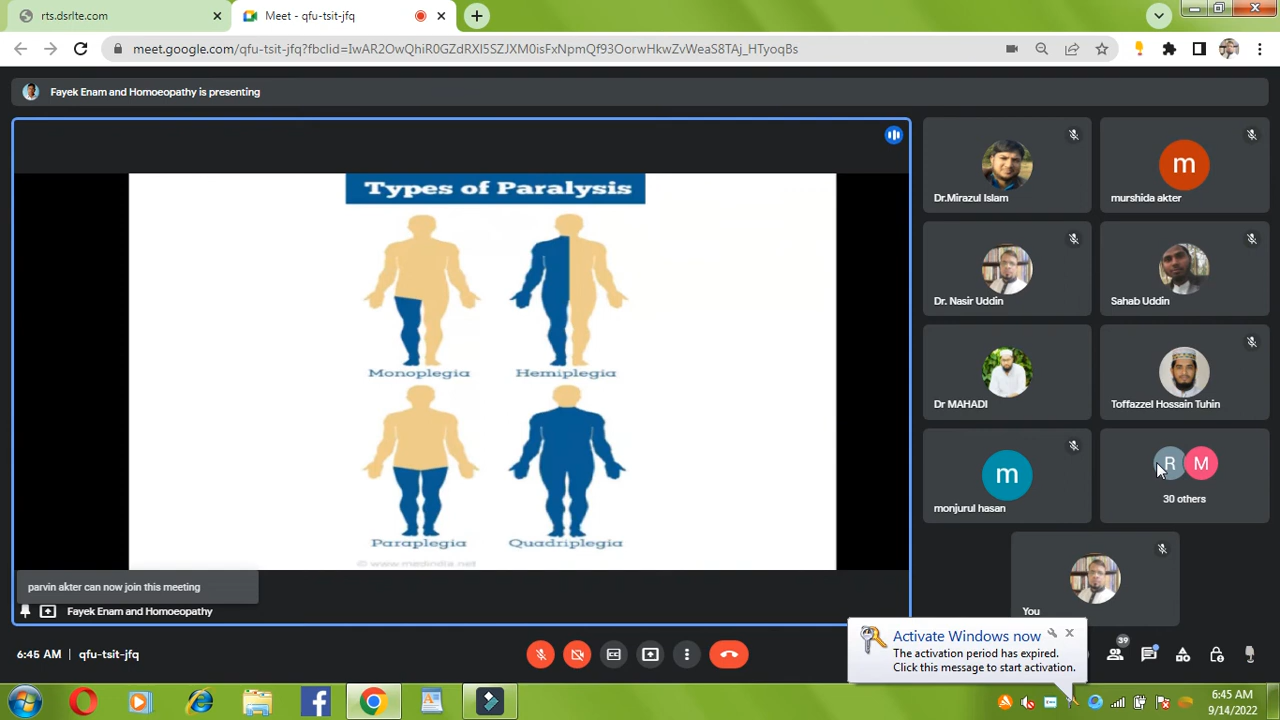 rts.dsrlte.com
Meet - qfu-tsit-jfq
meet.google.com/qfu-tsit-jfq?fbclid=IwAR2OwQhiR0GZdRXI5SZJXM0isFxNpmQf93OorwHkwZvWeaS8TAj_HTyoqBs
Fayek Enam and Homoeopathy is presenting
Types of Paralysis
Monoplegia
Hemiplegia
Paraplegia
Quadriplegia
© www.medindia.net
parvin akter can now join this meeting
Fayek Enam and Homoeopathy
Dr.Mirazul Islam
m
murshida akter
Dr. Nasir Uddin
Sahab Uddin
Dr MAHADI
Toffazzel Hossain Tuhin
m
monjurul hasan
R
M
30 others
You
6:45 AM
qfu-tsit-jfq
Activate Windows now
The activation period has expired.
Click this message to start activation.
39
6:45 AM
9/14/2022